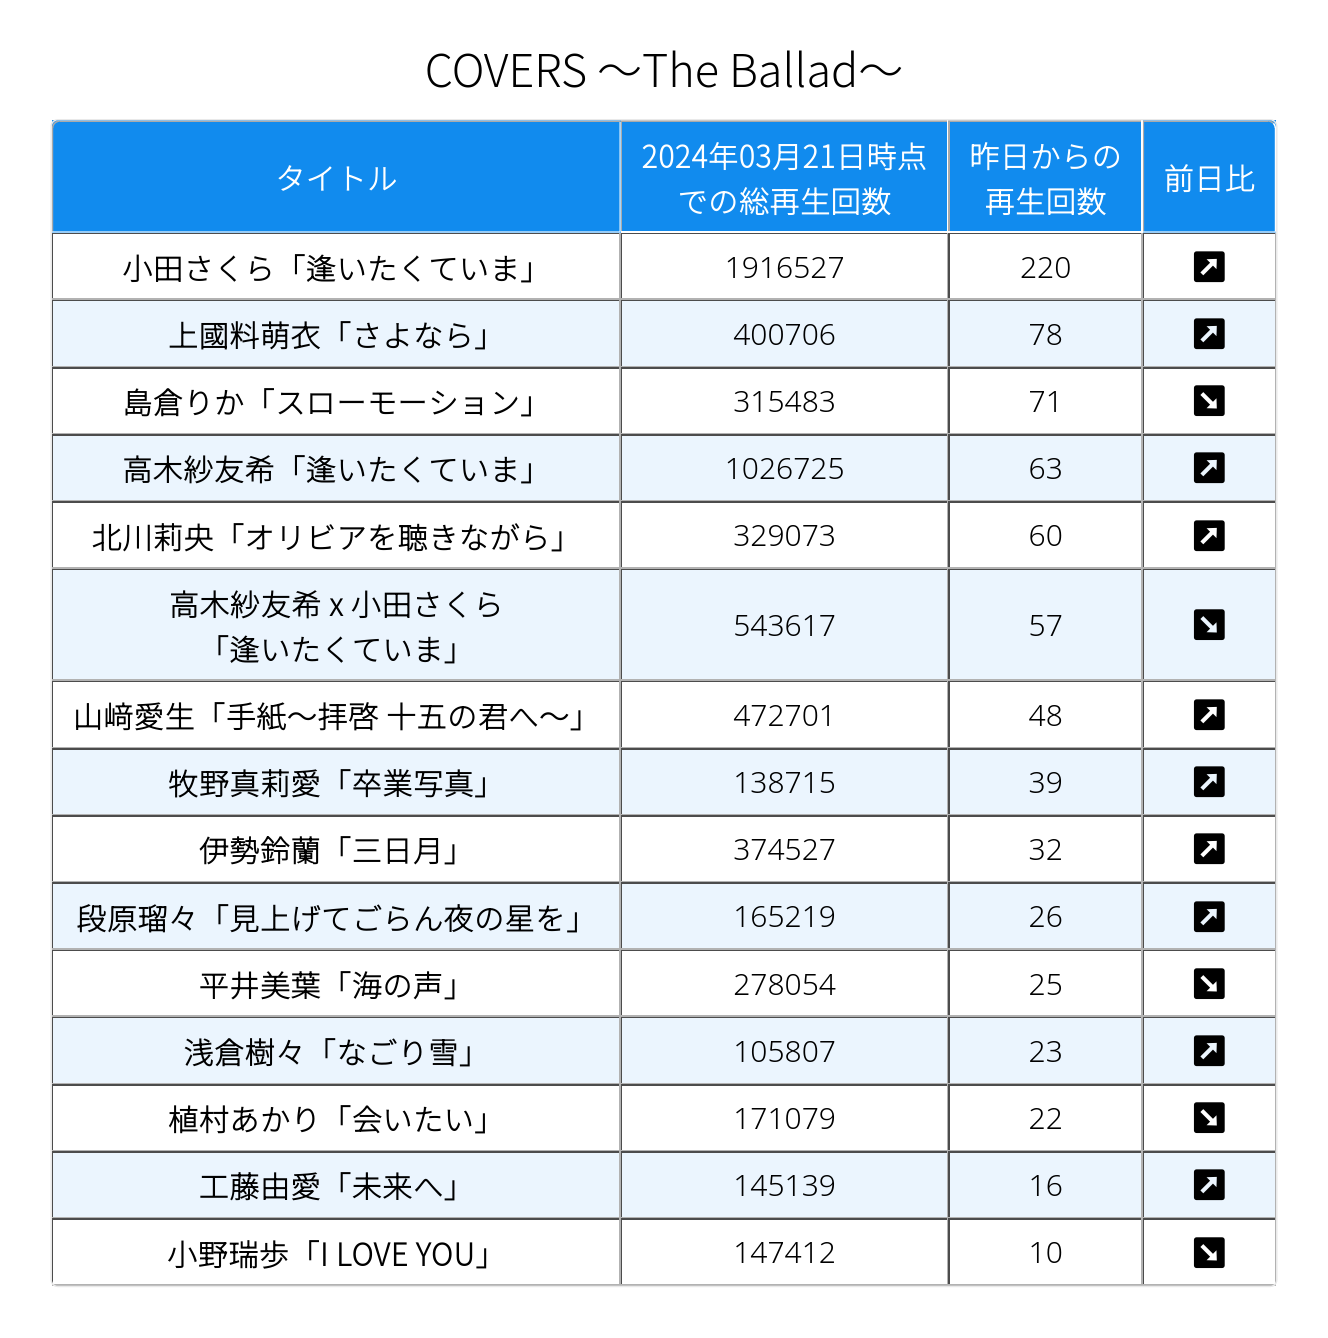 COVERS ～The Ballad～
タイトル
2024年03月21日時点
での総再生回数
昨日からの
再生回数
前日比
小田さくら「逢いたくていま」 1916527 220 ↗
上國料萌衣「さよなら」 400706 78 ↗
島倉りか「スローモーション」 315483 71 ↘
高木紗友希「逢いたくていま」 1026725 63 ↗
北川莉央「オリビアを聴きながら」 329073 60 ↗
高木紗友希 x 小田さくら
「逢いたくていま」 543617 57 ↘
山﨑愛生「手紙～拝啓 十五の君へ～」 472701 48 ↗
牧野真莉愛「卒業写真」 138715 39 ↗
伊勢鈴蘭「三日月」 374527 32 ↗
段原瑠々「見上げてごらん夜の星を」 165219 26 ↗
平井美葉「海の声」 278054 25 ↘
浅倉樹々「なごり雪」 105807 23 ↗
植村あかり「会いたい」 171079 22 ↘
工藤由愛「未来へ」 145139 16 ↗
小野瑞歩「I LOVE YOU」 147412 10 ↘